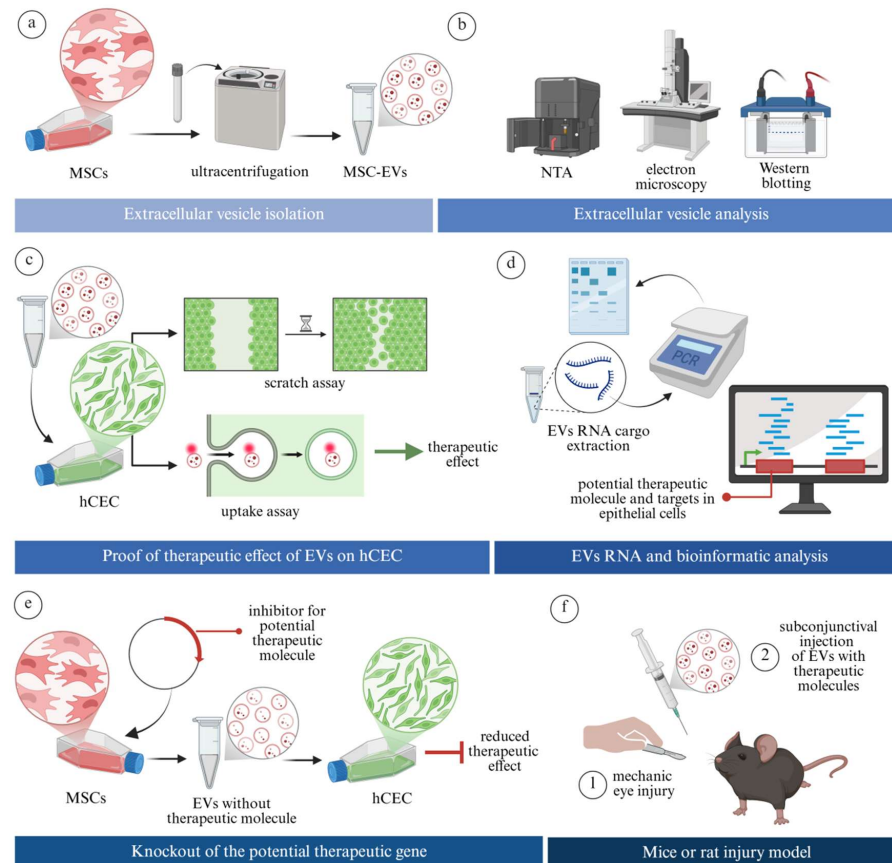 a
MSCs
ultracentrifugation
MSC-EVs
Extracellular vesicle isolation
b
NTA
electron
microscopy
Western
blotting
Extracellular vesicle analysis
c
scratch assay
hCEC
uptake assay
therapeutic
effect
Proof of therapeutic effect of EVs on hCEC
d
PCR
EVs RNA cargo
extraction
potential therapeutic
molecule and targets in
epithelial cells
EVs RNA and bioinformatic analysis
e
inhibitor for
potential
therapeutic
molecule
MSCs
EVs without
therapeutic molecule
hCEC
reduced
therapeutic
effect
Knockout of the potential therapeutic gene
f
2
subconjunctival
injection
of EVs with
therapeutic
molecules
1
mechanic
eye injury
Mice or rat injury model